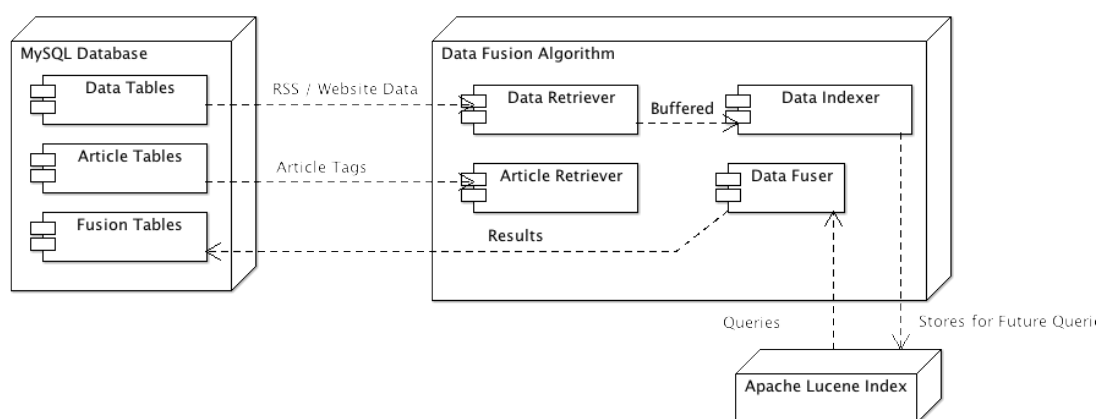 MySQL Database
Data Fusion Algorithm
Data Tables
RSS / Website Data
Data Retriever
Buffered
Data Indexer
Article Tables
Article Tags
Article Retriever
Data Fuser
Fusion Tables
Results
Queries
Stores for Future Queri
Apache Lucene Index